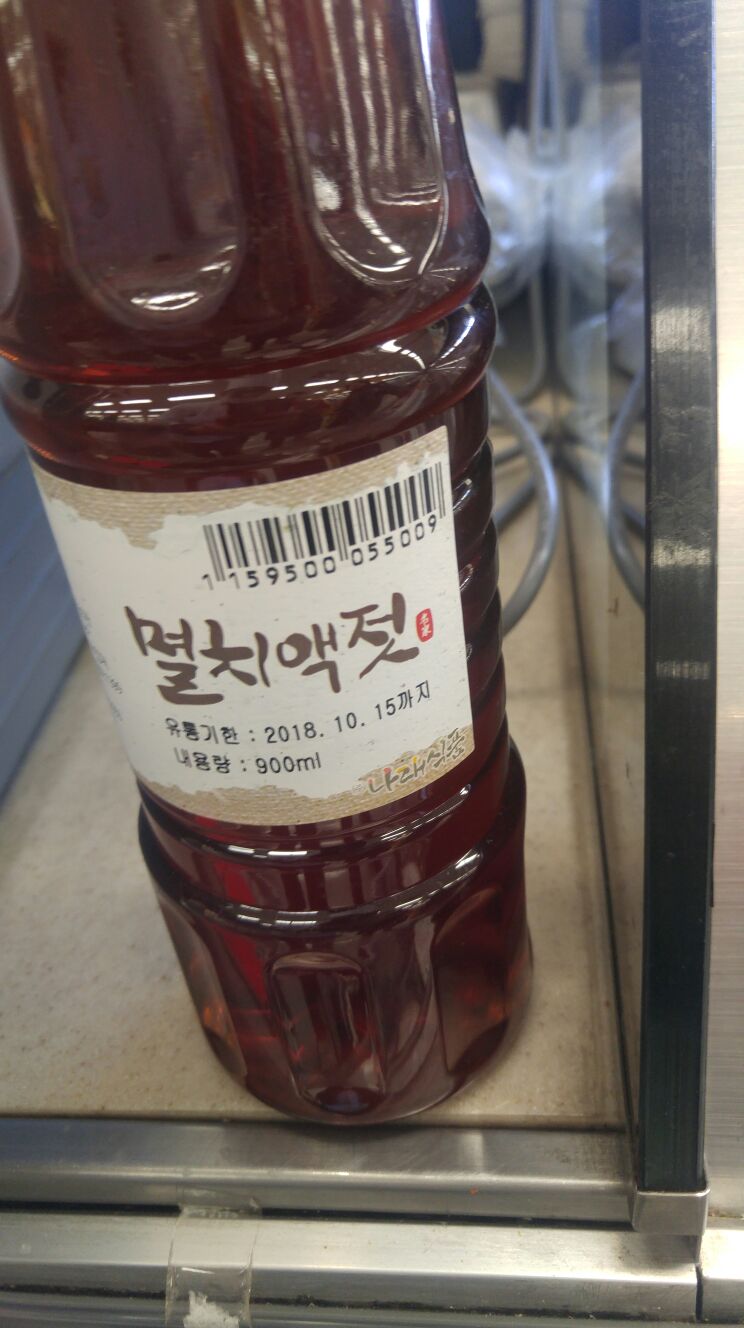 1 159500 055009
멸치액젓
유통기한 : 2018. 10. 15까지
내용량 : 900ml
나래식품